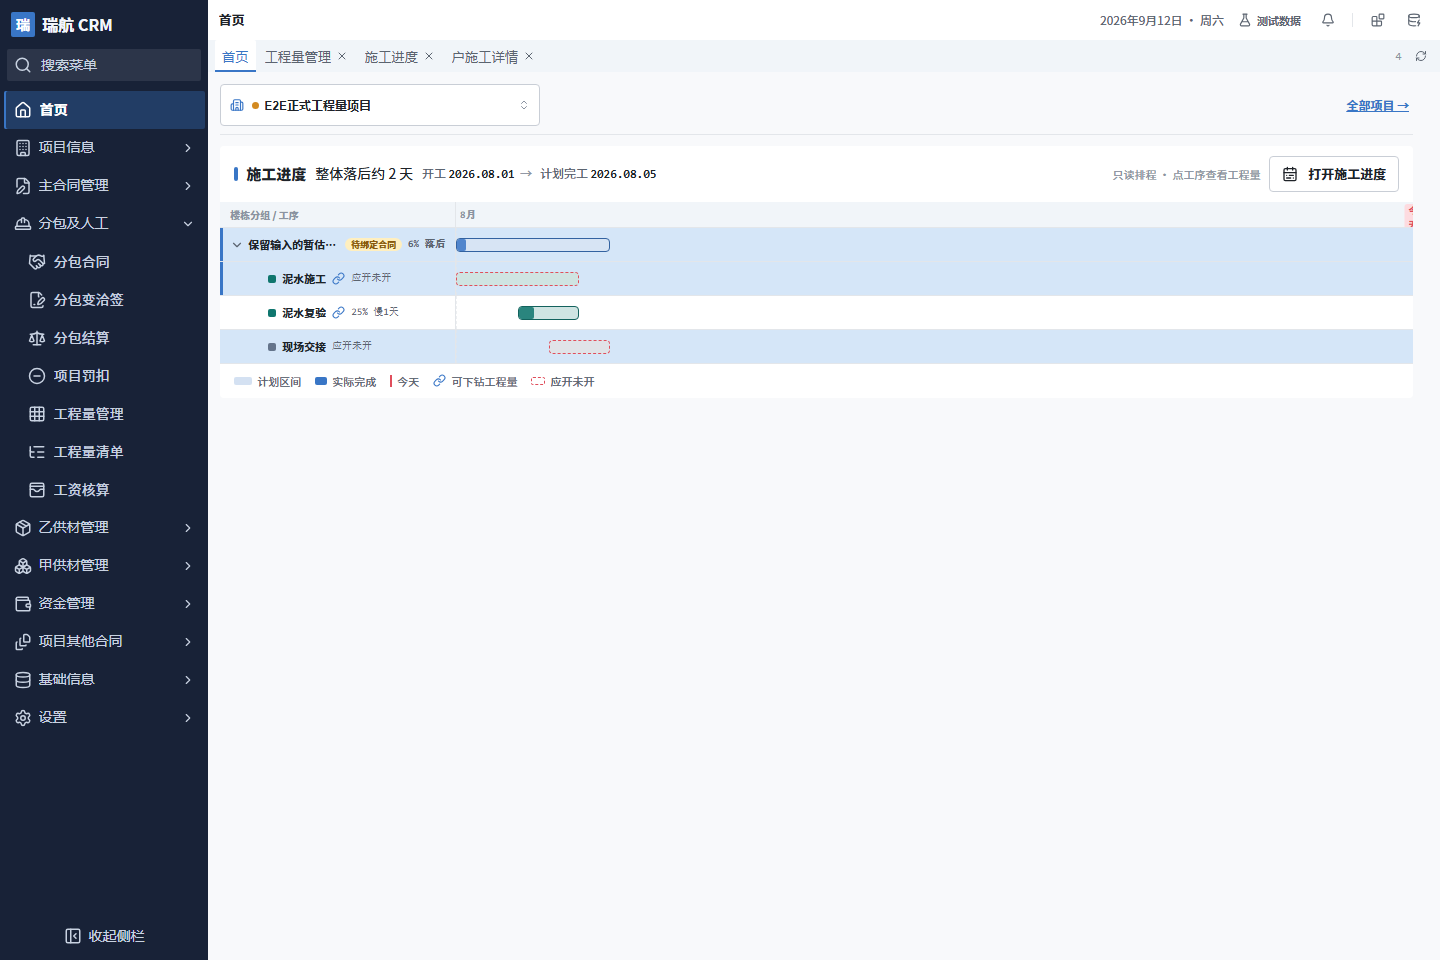 瑞 瑞航 CRM
搜索菜单
首页
项目信息
主合同管理
分包及人工
分包合同
分包变洽签
分包结算
项目罚扣
工程量管理
工程量清单
工资核算
乙供材管理
甲供材管理
资金管理
项目其他合同
基础信息
设置
收起侧栏
首页
2026年9月12日 · 周六 测试数据
首页 工程量管理 施工进度 户施工详情 4
E2E正式工程量项目
全部项目 →
施工进度 整体落后约 2 天 开工 2026.08.01 → 计划完工 2026.08.05
只读排程 · 点工序查看工程量 打开施工进度
楼栋分组 / 工序 8月
保留输入的暂估… 待绑定合同 6% 落后
泥水施工 应开未开
泥水复验 25% 慢1天
现场交接 应开未开
计划区间 实际完成 今天 可下钻工程量 应开未开